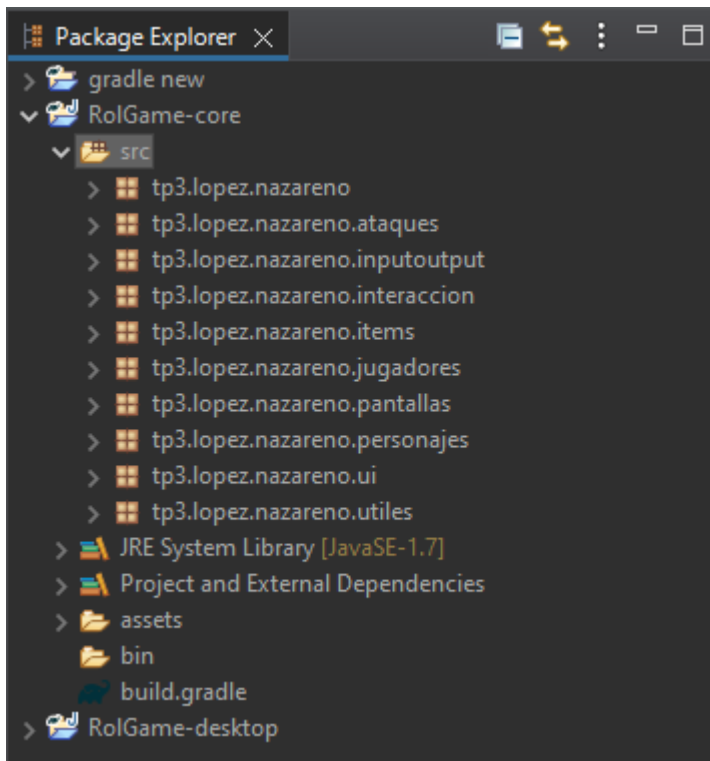 Package Explorer
gradle new
RolGame-core
src
tp3.lopez.nazareno
tp3.lopez.nazareno.ataques
tp3.lopez.nazareno.inputoutput
tp3.lopez.nazareno.interaccion
tp3.lopez.nazareno.items
tp3.lopez.nazareno.jugadores
tp3.lopez.nazareno.pantallas
tp3.lopez.nazareno.personajes
tp3.lopez.nazareno.ui
tp3.lopez.nazareno.utiles
JRE System Library [JavaSE-1.7]
Project and External Dependencies
assets
bin
build.gradle
RolGame-desktop